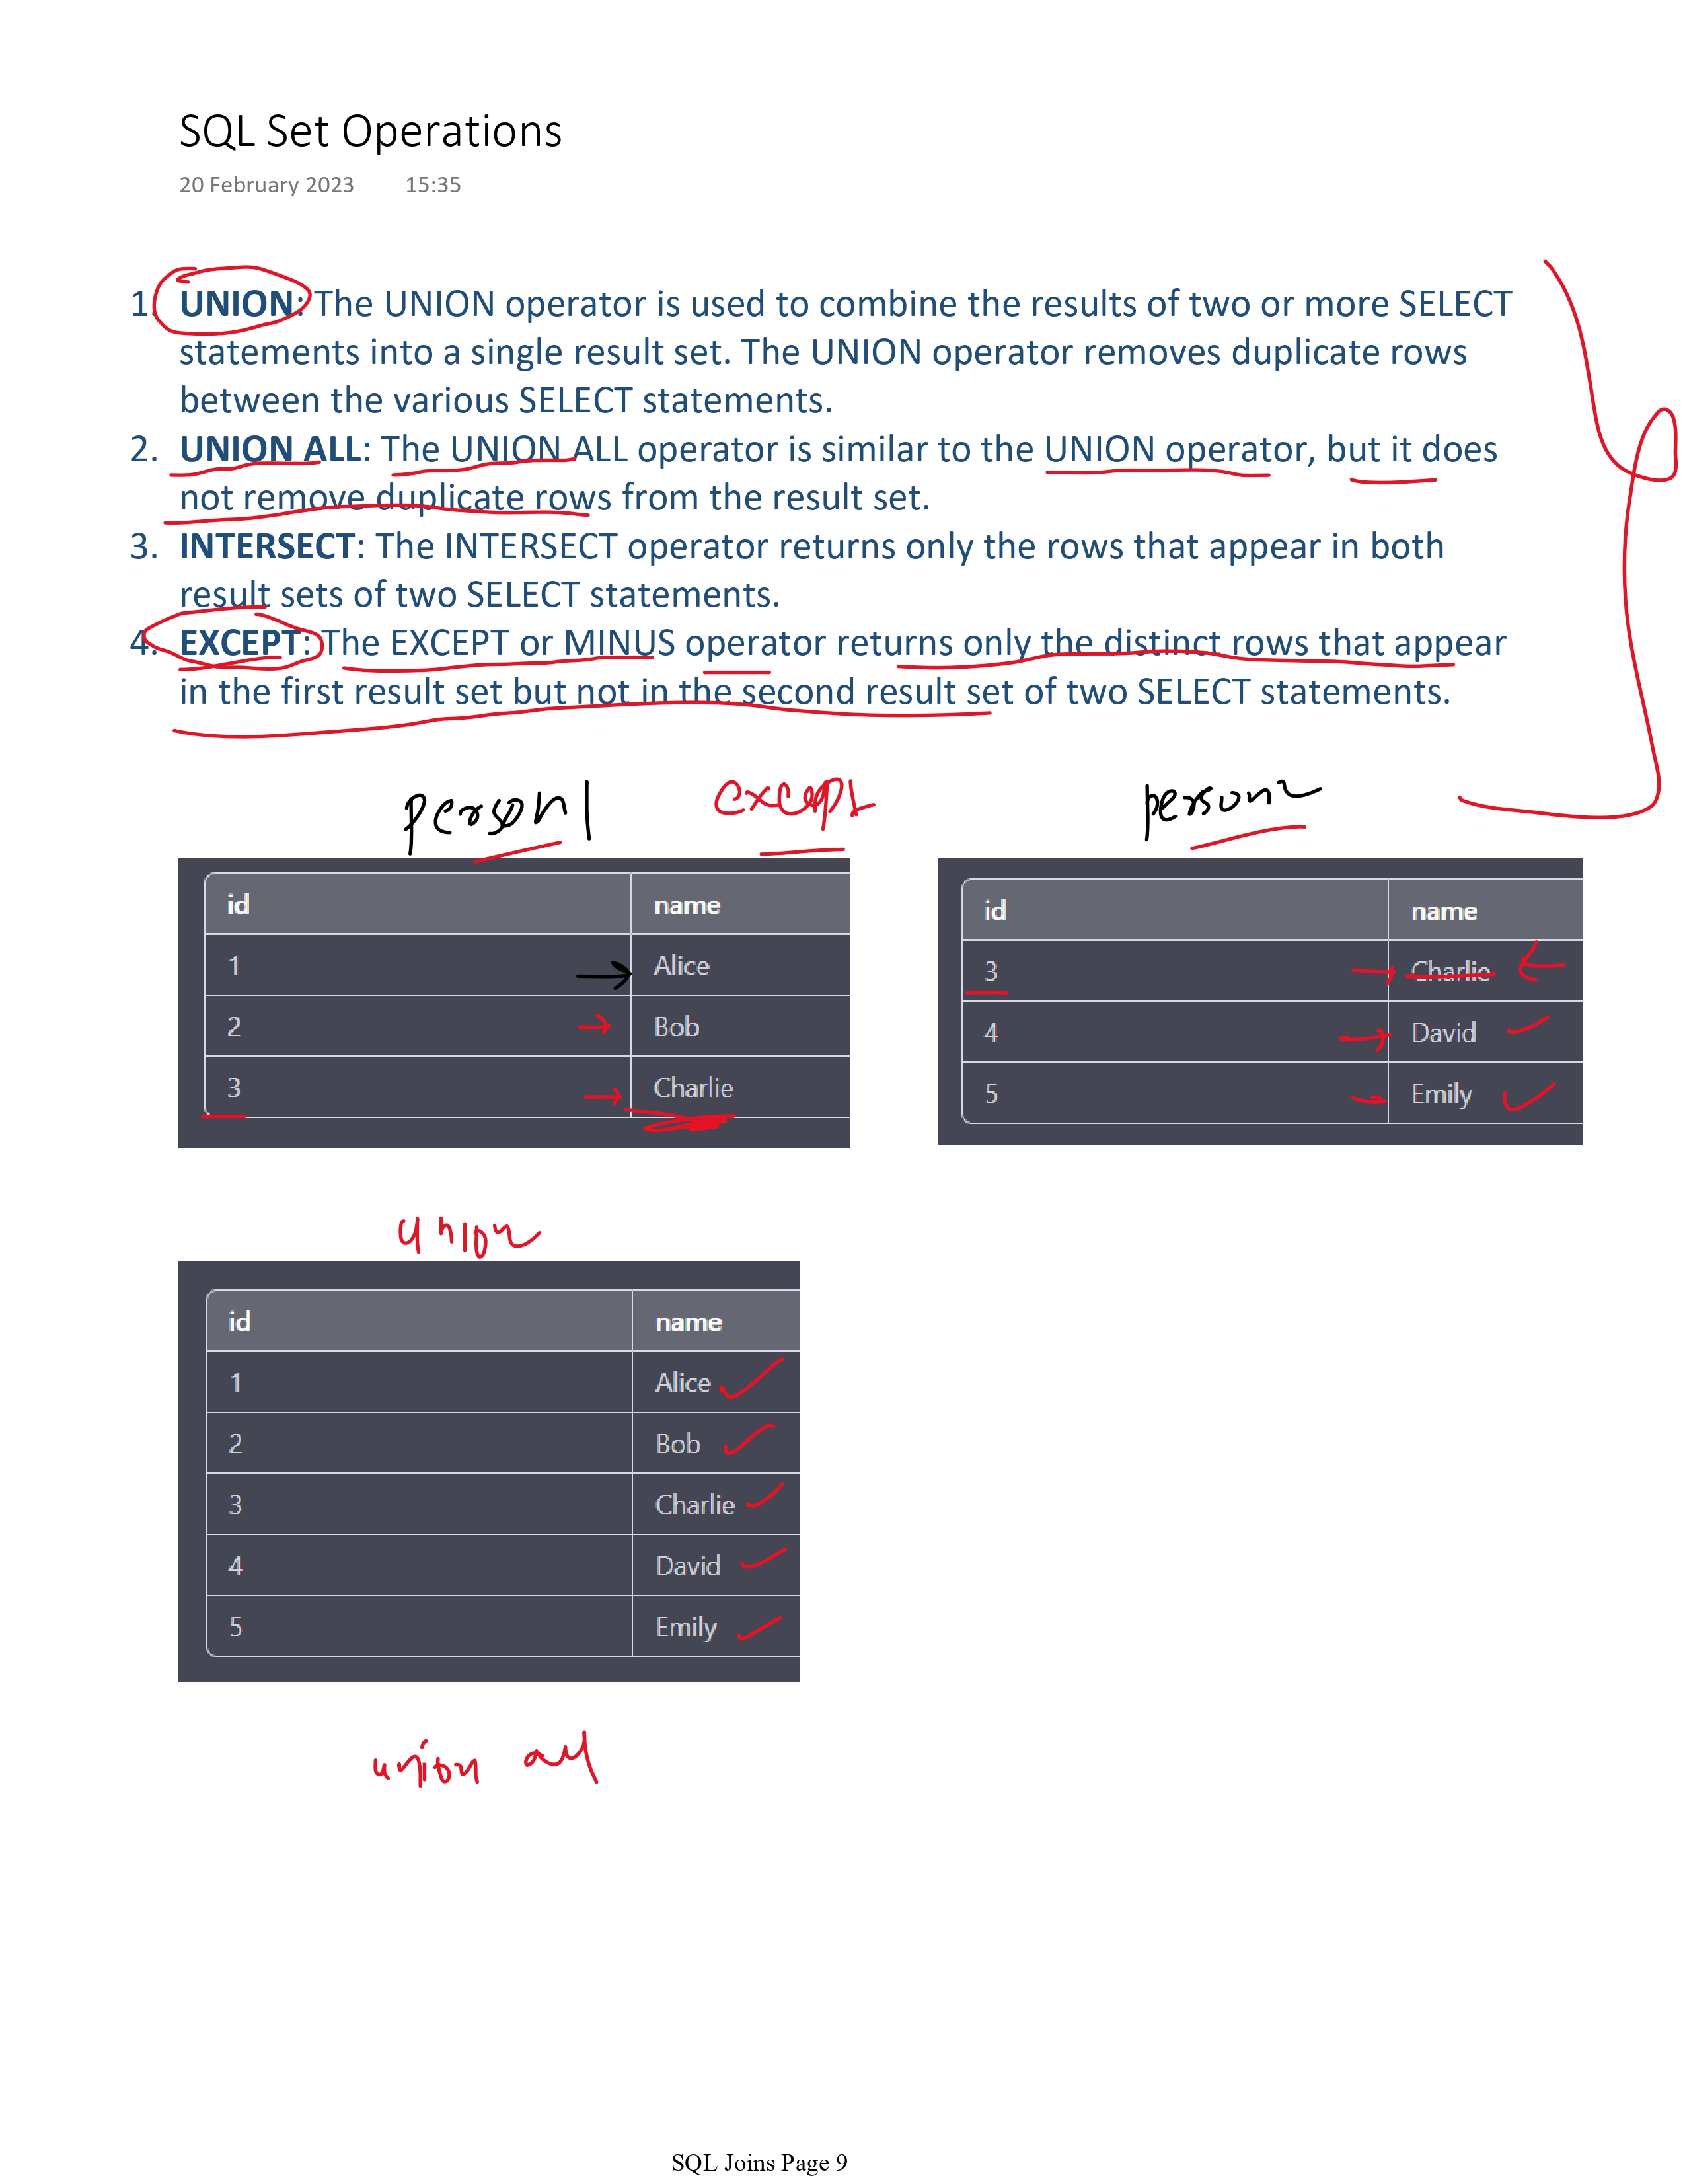 SQL Set Operations
20 February 2023 15:35
1. UNION: The UNION operator is used to combine the results of two or more SELECT
statements into a single result set. The UNION operator removes duplicate rows
between the various SELECT statements.
2. UNION ALL: The UNION ALL operator is similar to the UNION operator, but it does
not remove duplicate rows from the result set.
3. INTERSECT: The INTERSECT operator returns only the rows that appear in both
result sets of two SELECT statements.
4. EXCEPT: The EXCEPT or MINUS operator returns only the distinct rows that appear
in the first result set but not in the second result set of two SELECT statements.
person1 except person2
id name
1 Alice
2 Bob
3 Charlie
id name
3 Charlie
4 David
5 Emily
union
id name
1 Alice
2 Bob
3 Charlie
4 David
5 Emily
union all
SQL Joins Page 9